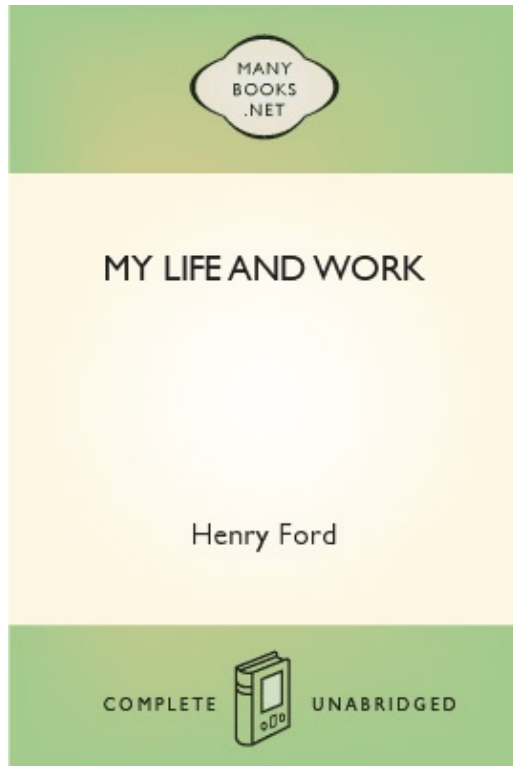 MANY
BOOKS
.NET
MY LIFE AND WORK
Henry Ford
COMPLETE UNABRIDGED